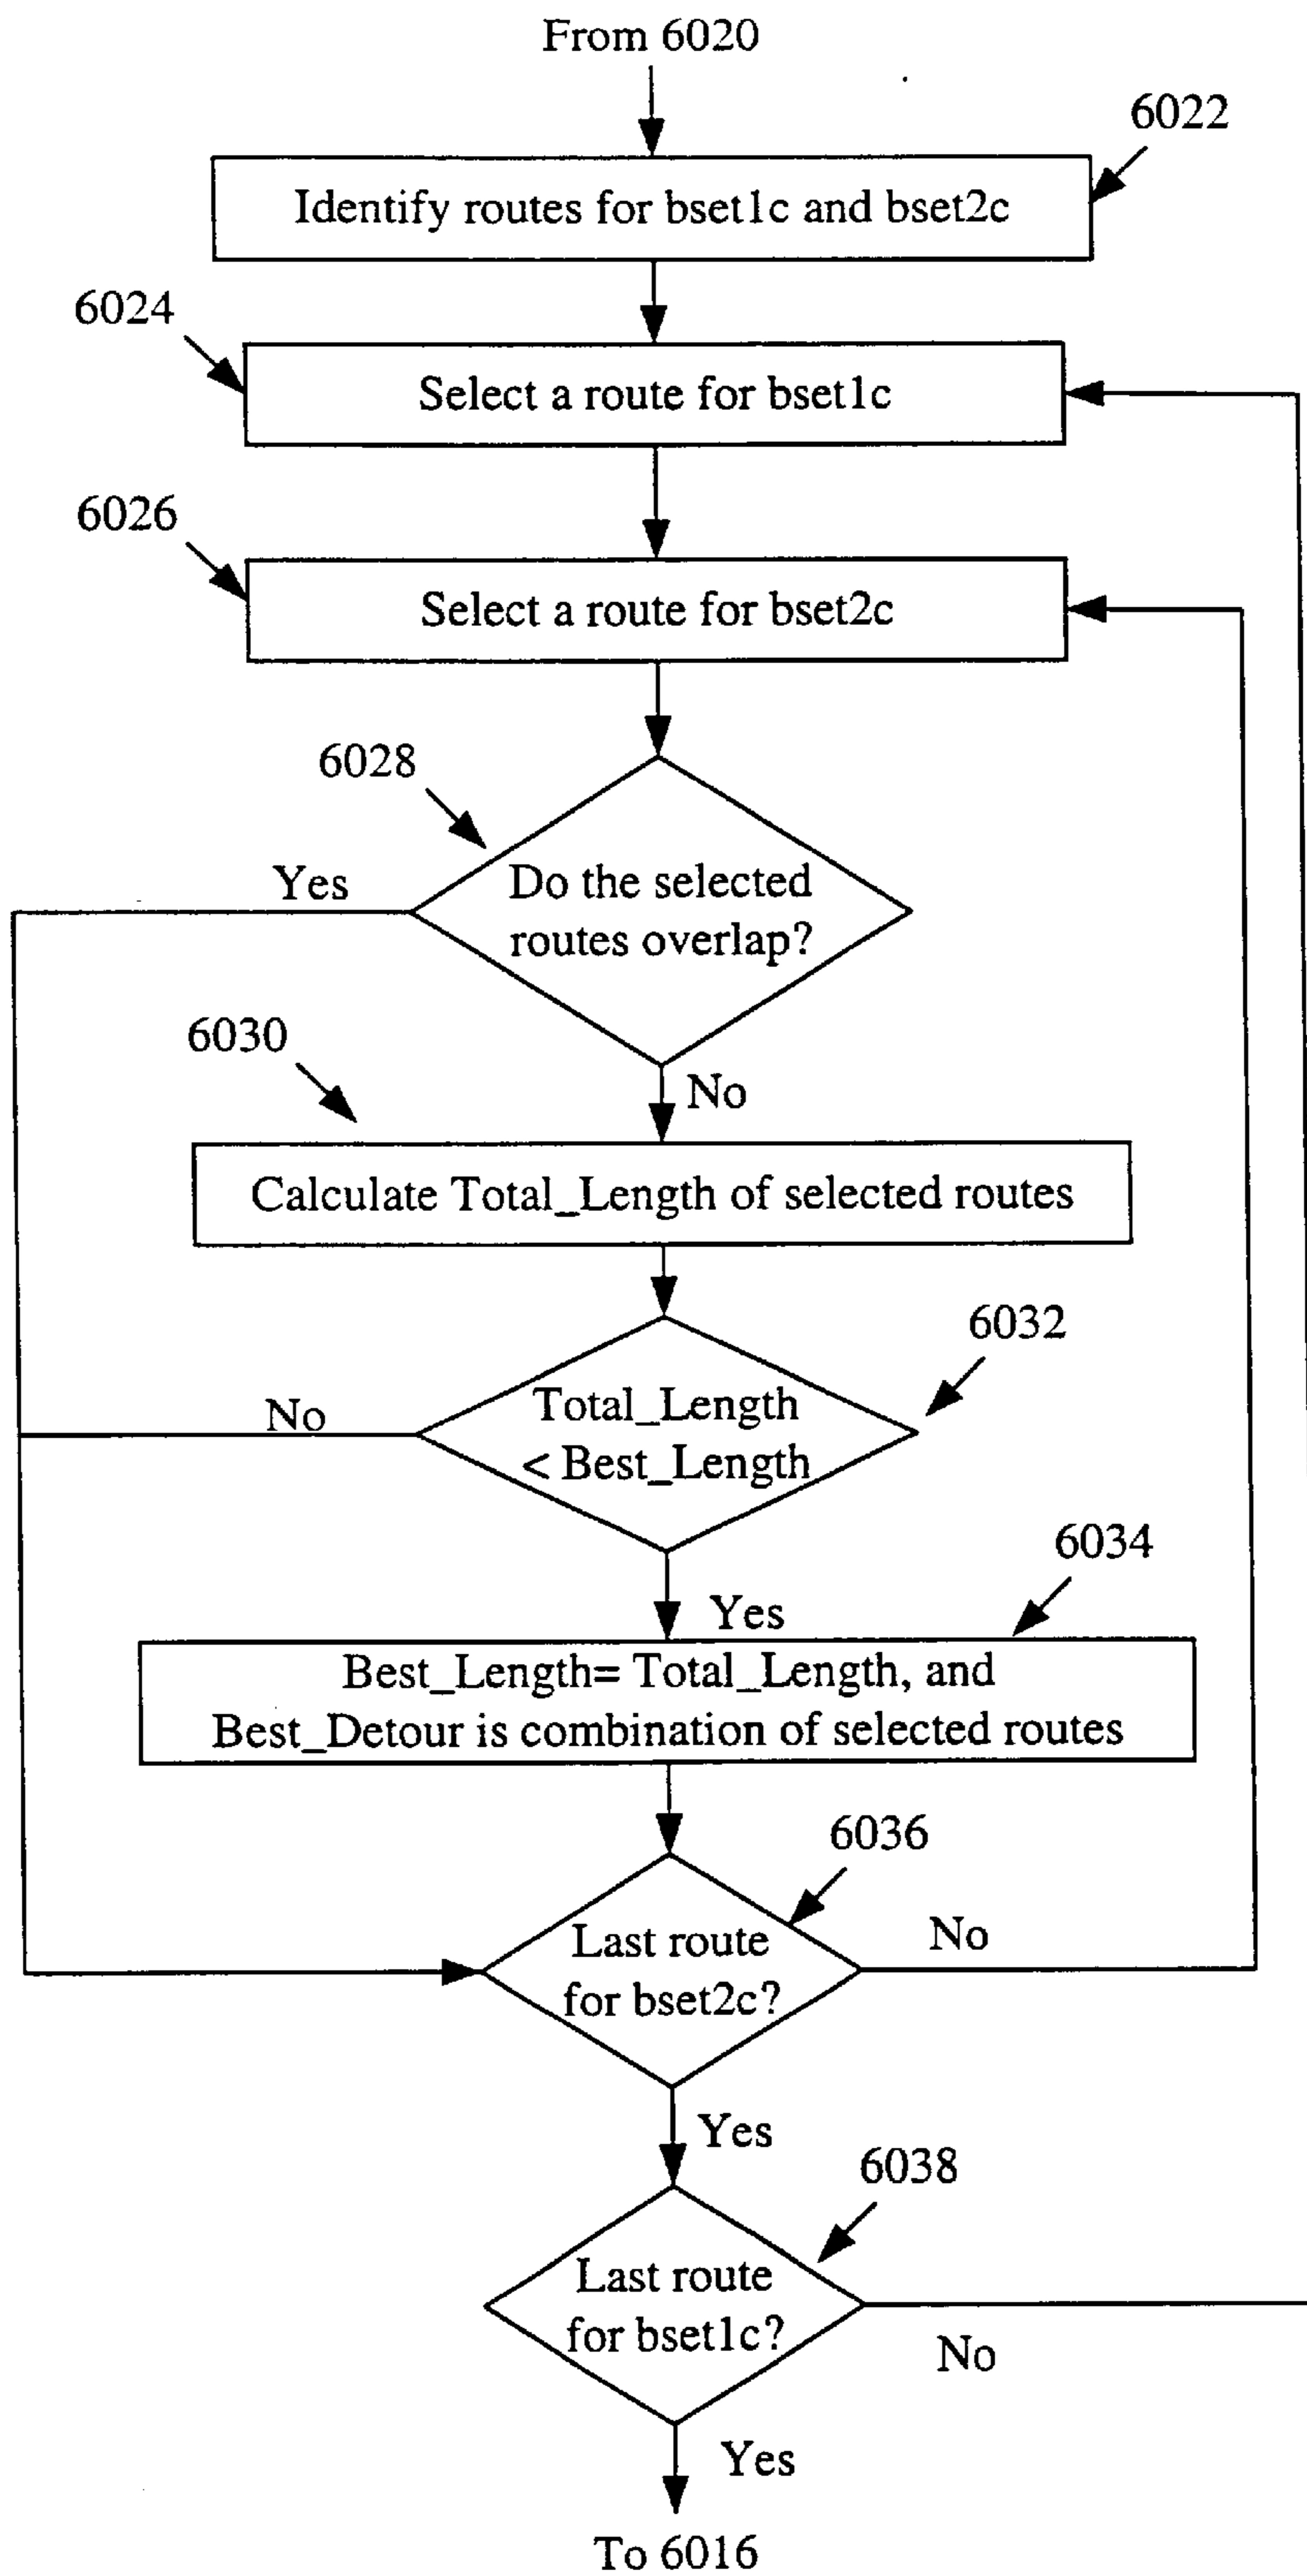 From 6020
6022
Identify routes for bset1c and bset2c
6024
Select a route for bset1c
6026
Select a route for bset2c
6028
Yes
Do the selected
routes overlap?
6030
No
Calculate Total_Length of selected routes
6032
No
Total_Length
< Best_Length
6034
Yes
Best_Length= Total_Length, and
Best_Detour is combination of selected routes
6036
Last route
for bset2c?
No
Yes
6038
Last route
for bset1c?
No
Yes
To 6016